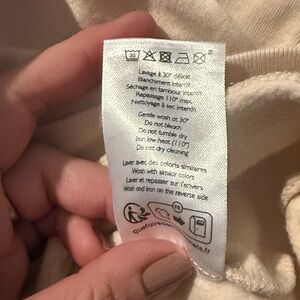 30
Lavage à 30° délicat
Blanchiment interdit
Séchage en tambour interdit
Repassage 110° max.
Nettoyage à sec interdit
Gentle wash at 30°
Do not bleach
Do not tumble dry
Iron low heat (110°)
Do not dry cleaning
Laver avec des coloris similaires
Wash with similar colors
Laver et repasser sur l'envers
Wash and iron on the reverse side
FR